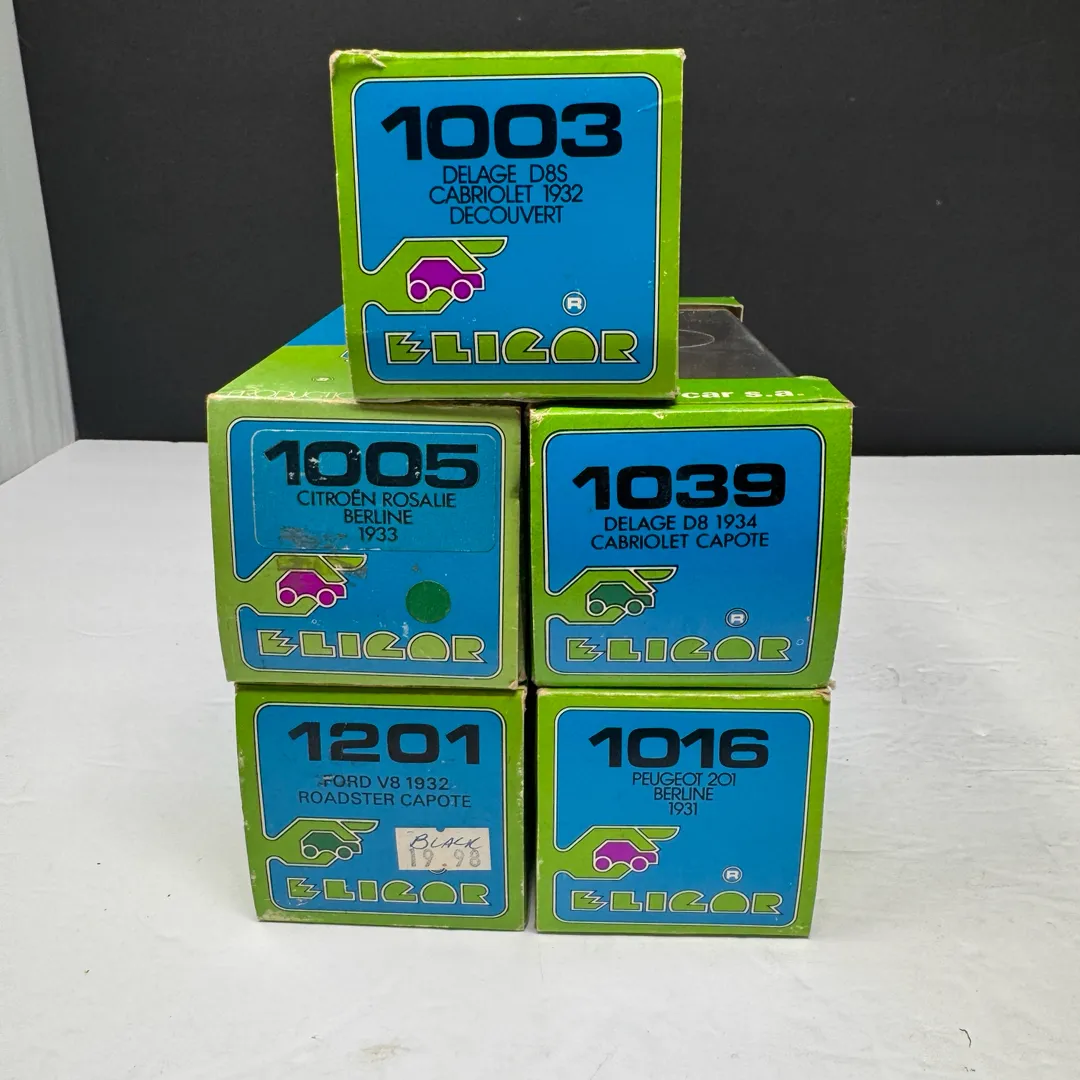 1003
DELAGE D8S
CABRIOLET 1932
DECOUVERT
R
ELIGOR
PRODUCTIO
car s.a.
1005
CITROËN ROSALIE
BERLINE
1933
ELIGOR
1039
DELAGE D8 1934
CABRIOLET CAPOTE
R
ELIGOR
1201
FORD V8 1932
ROADSTER CAPOTE
BLACK
19.98
ELIGOR
1016
PEUGEOT 201
BERLINE
1931
R
ELIGOR